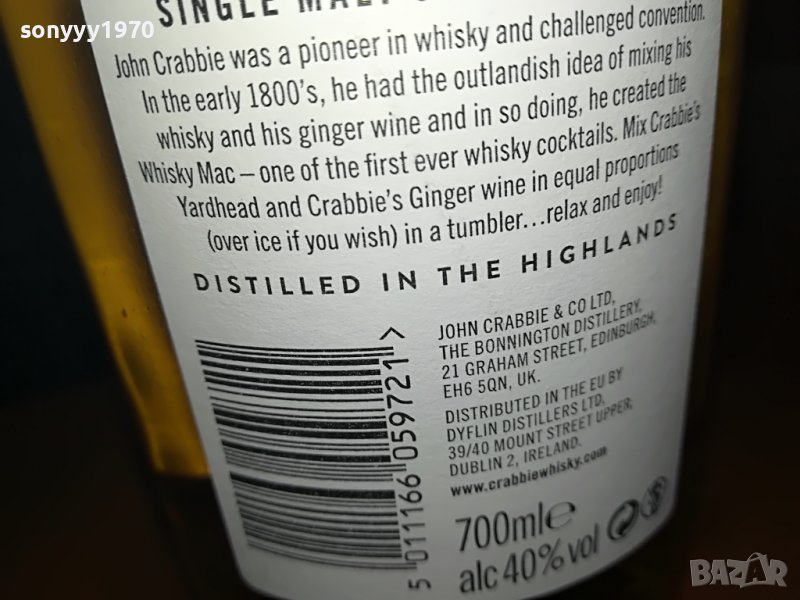 sonyyy1970
SINGLE MALT
John Crabbie was a pioneer in whisky and challenged convention.
In the early 1800's, he had the outlandish idea of mixing his
whisky and his ginger wine and in so doing, he created the
Whisky Mac – one of the first ever whisky cocktails. Mix Crabbie's
Yardhead and Crabbie's Ginger wine in equal proportions
(over ice if you wish) in a tumbler...relax and enjoy!
DISTILLED IN THE HIGHLANDS
5 011166 059721 >
JOHN CRABBIE & CO LTD,
THE BONNINGTON DISTILLERY,
21 GRAHAM STREET, EDINBURGH,
EH6 5QN, UK.
DISTRIBUTED IN THE EU BY
DYFLIN DISTILLERS LTD,
39/40 MOUNT STREET UPPER,
DUBLIN 2, IRELAND.
www.crabbiewhisky.com
700ml℮
alc 40% vol
BAZAR